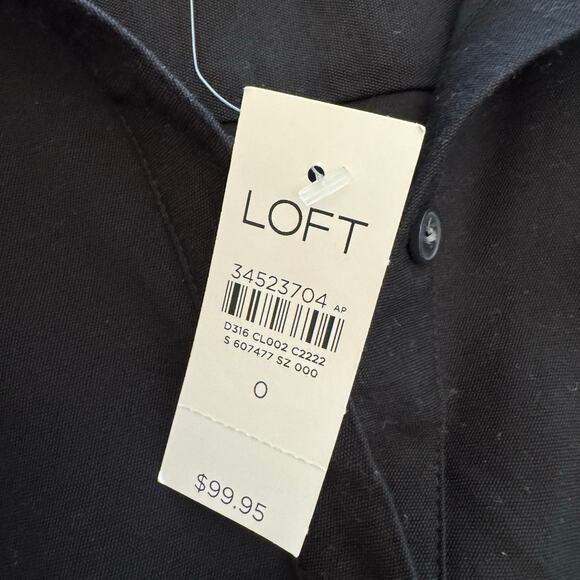 LOFT
34523704 AP
D316 CL002 C2222
S 607477 SZ 000
0
$99.95